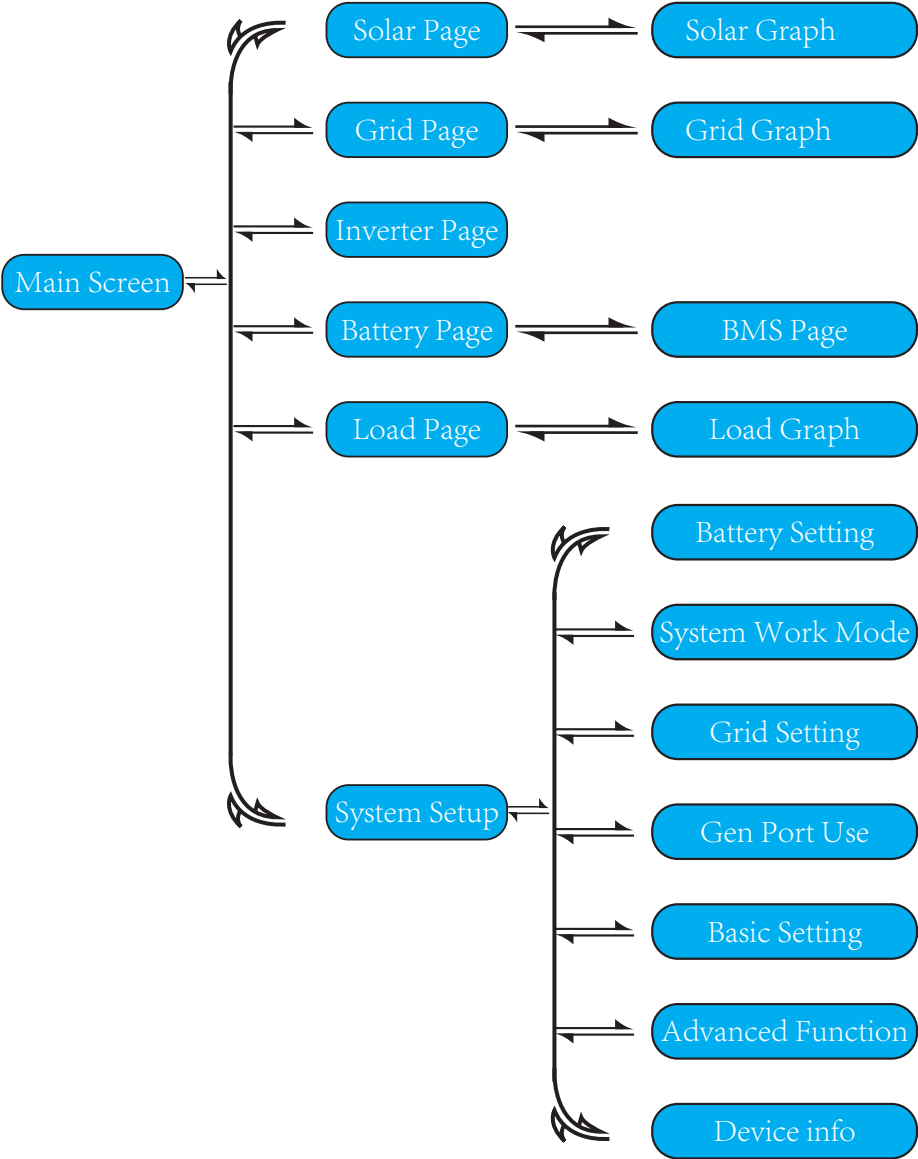 Solar Page
Solar Graph
Grid Page
Grid Graph
Inverter Page
Main Screen
Battery Page
BMS Page
Load Page
Load Graph
Battery Setting
System Work Mode
Grid Setting
System Setup
Gen Port Use
Basic Setting
Advanced Function
Device info